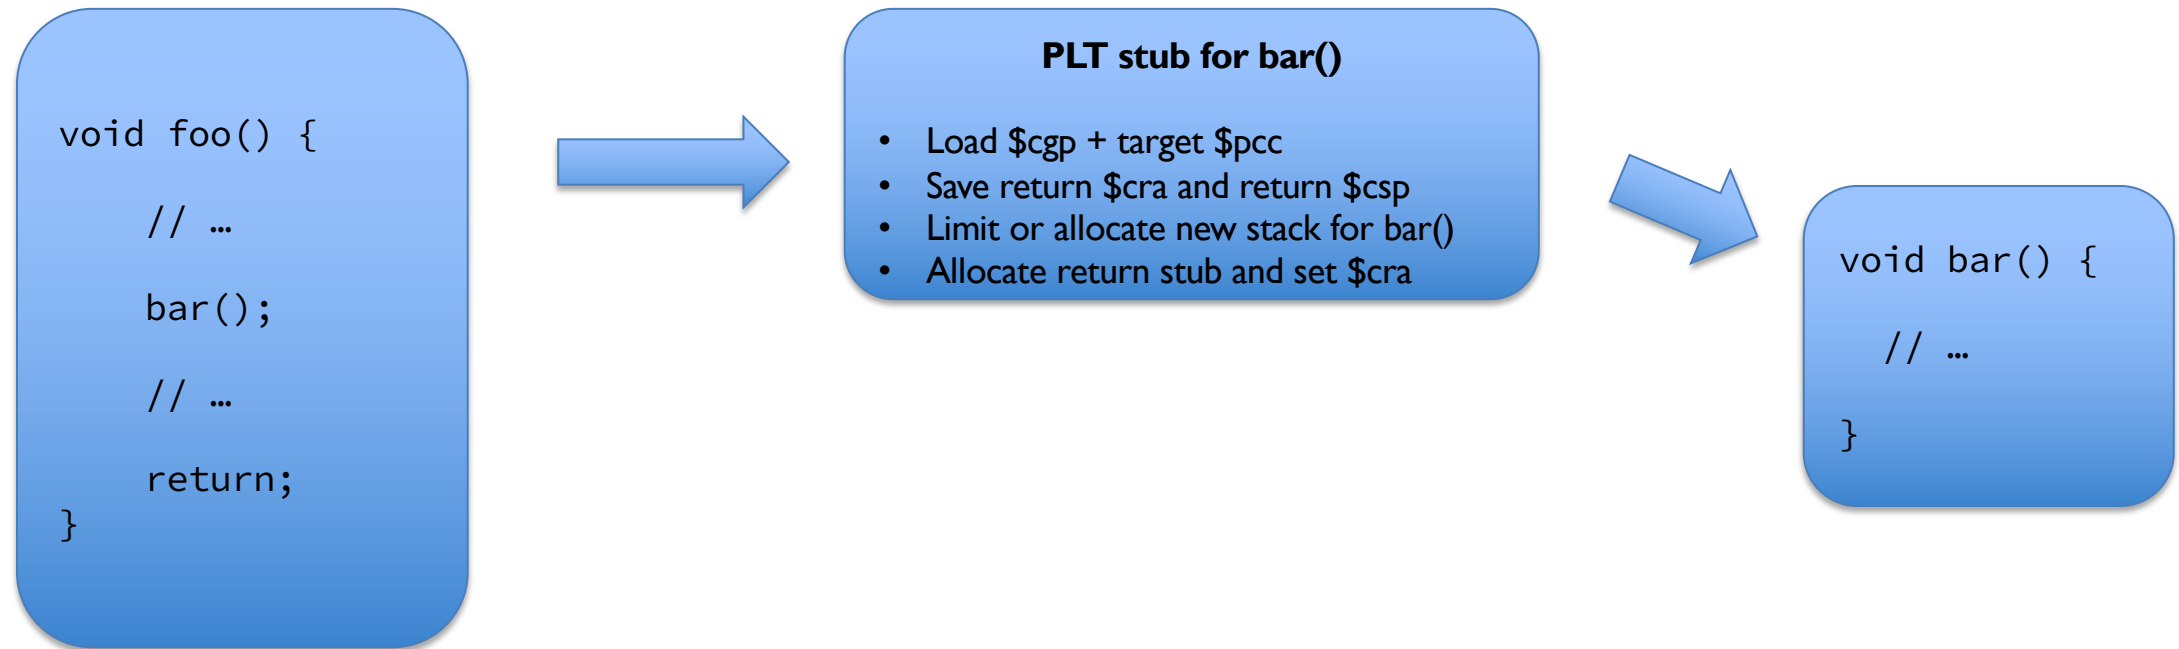 void foo() {
// …
bar();
// …
return;
}
PLT stub for bar()
• Load $cgp + target $pcc
• Save return $cra and return $csp
• Limit or allocate new stack for bar()
• Allocate return stub and set $cra
void bar() {
// …
}